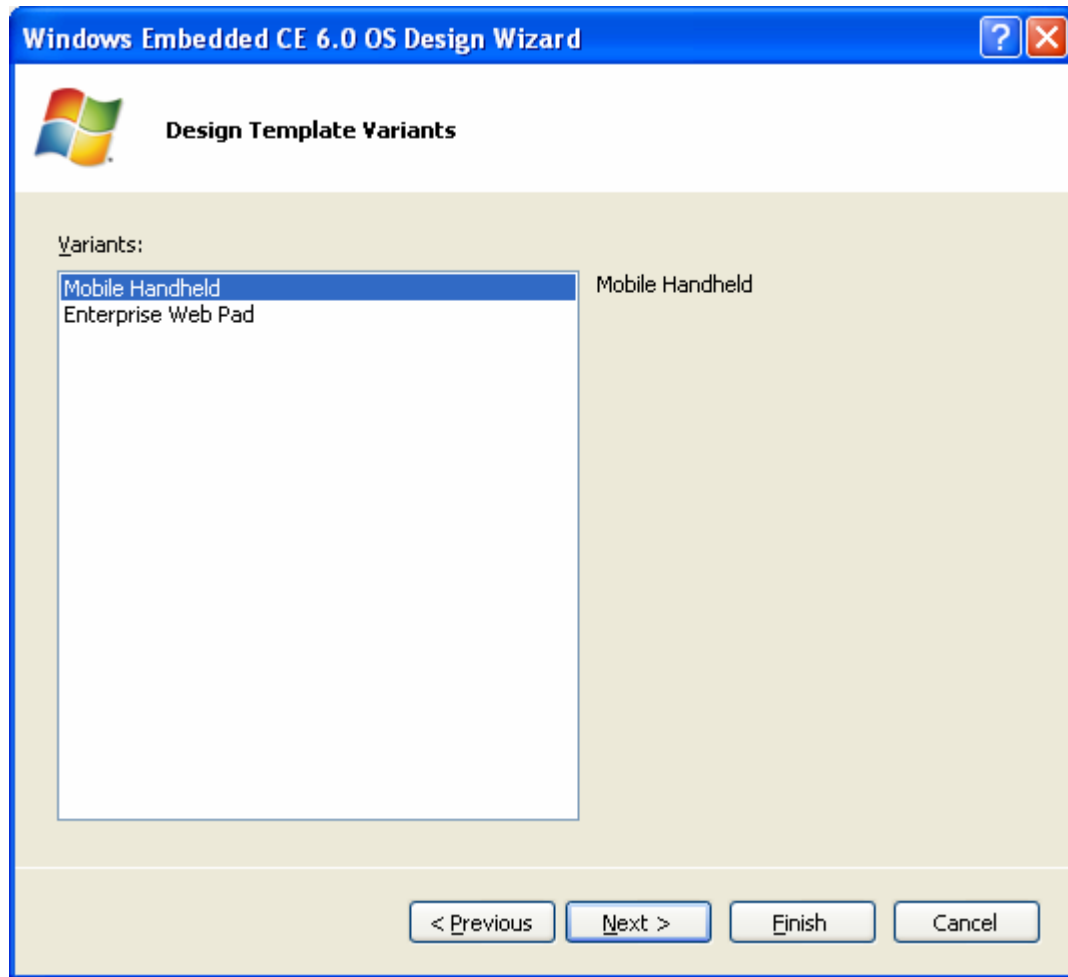 Windows Embedded CE 6.0 OS Design Wizard
Design Template Variants
Variants:
Mobile Handheld
Enterprise Web Pad
Mobile Handheld
< Previous
Next >
Finish
Cancel